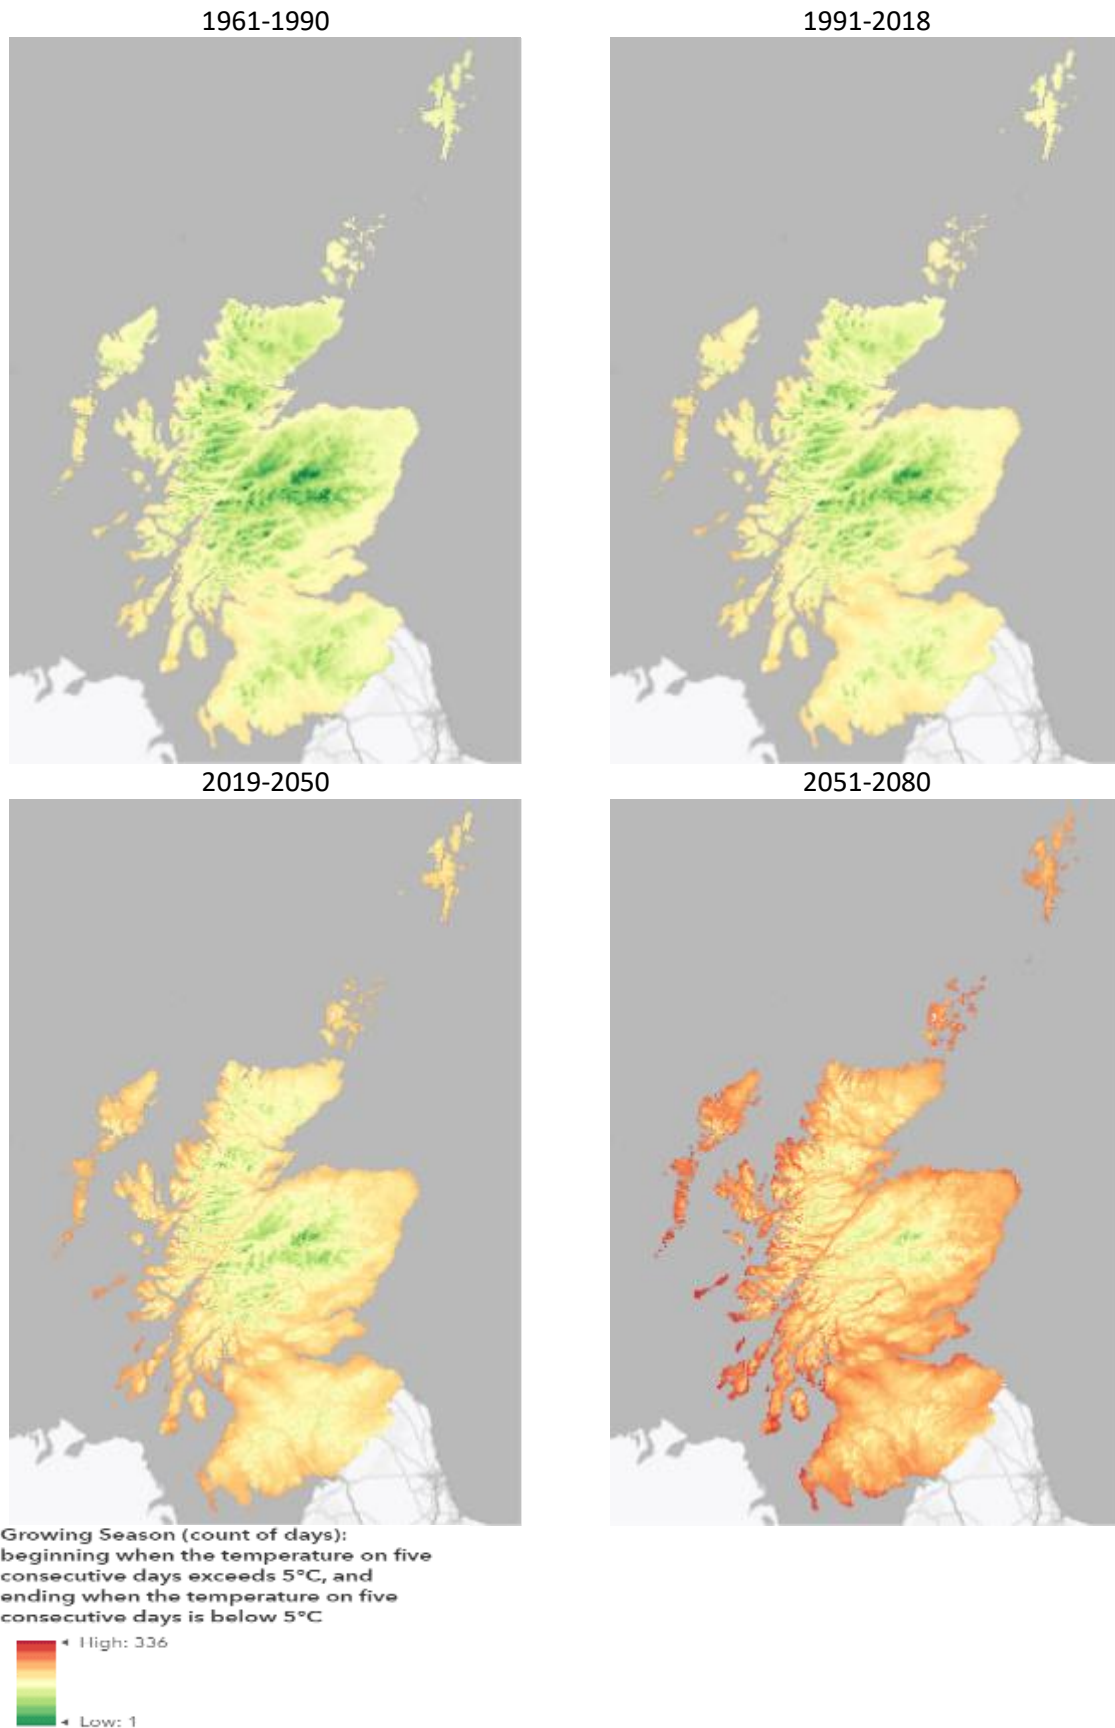 1961-1990
1991-2018
2019-2050
2051-2080
Growing Season (count of days):
beginning when the temperature on five
consecutive days exceeds 5°C, and
ending when the temperature on five
consecutive days is below 5°C
High: 336
Low: 1